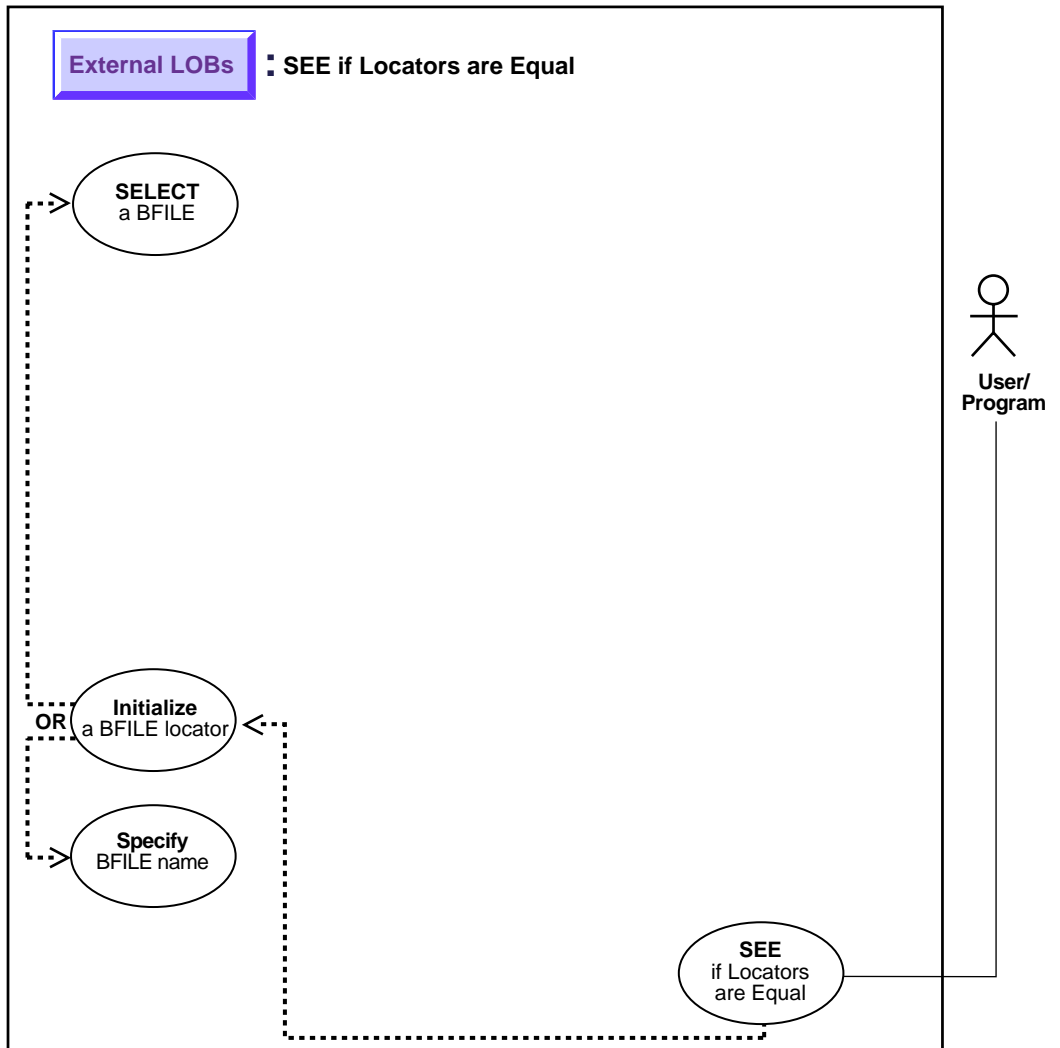 External LOBs : SEE if Locators are Equal
SELECT
a BFILE
User/
Program
Initialize
OR
a BFILE locator
Specify
BFILE name
SEE
if Locators
are Equal